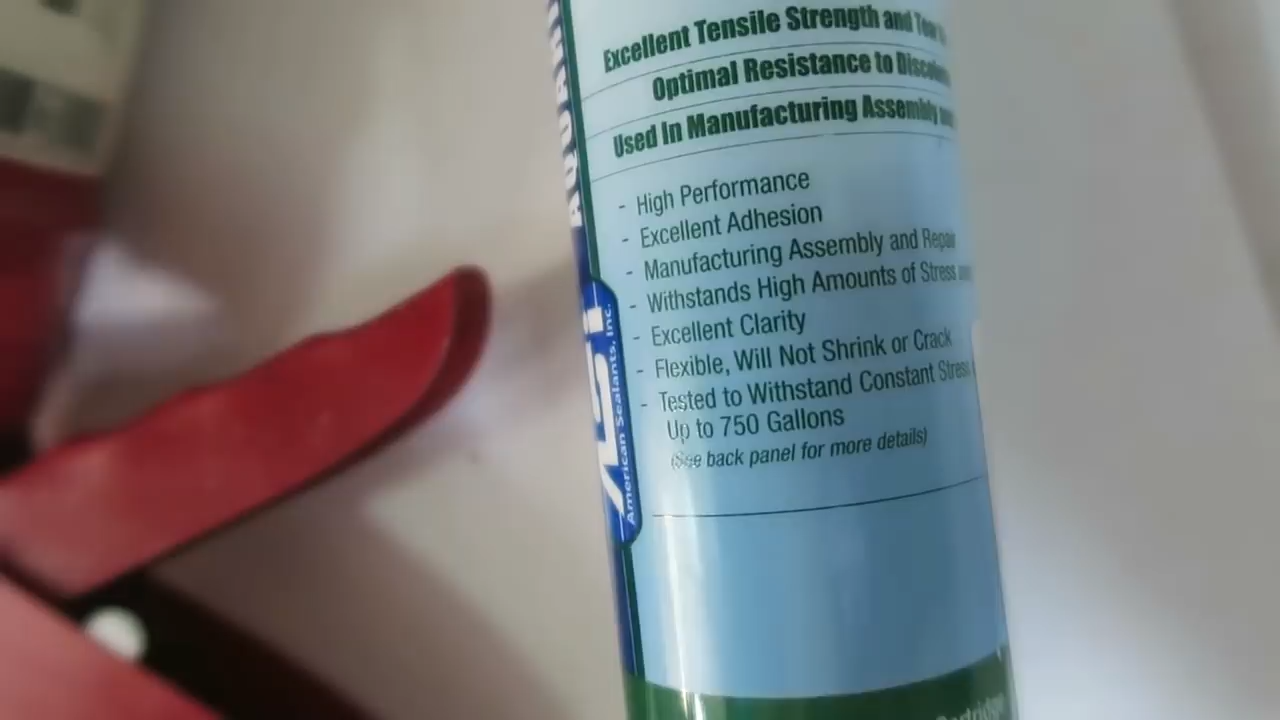 Excellent Tensile Strength and Tear
Optimal Resistance to
Used In Manufacturing Assembly
- High Performance
- Excellent Adhesion
- Manufacturing Assembly and Repair
- Withstands High Amounts of Stress
- Excellent Clarity
- Flexible, Will Not Shrink or Crack
- Tested to Withstand Constant Stress
Up to 750 Gallons
(See back panel for more details)
ASI
American Sealants, Inc.
Cartridge